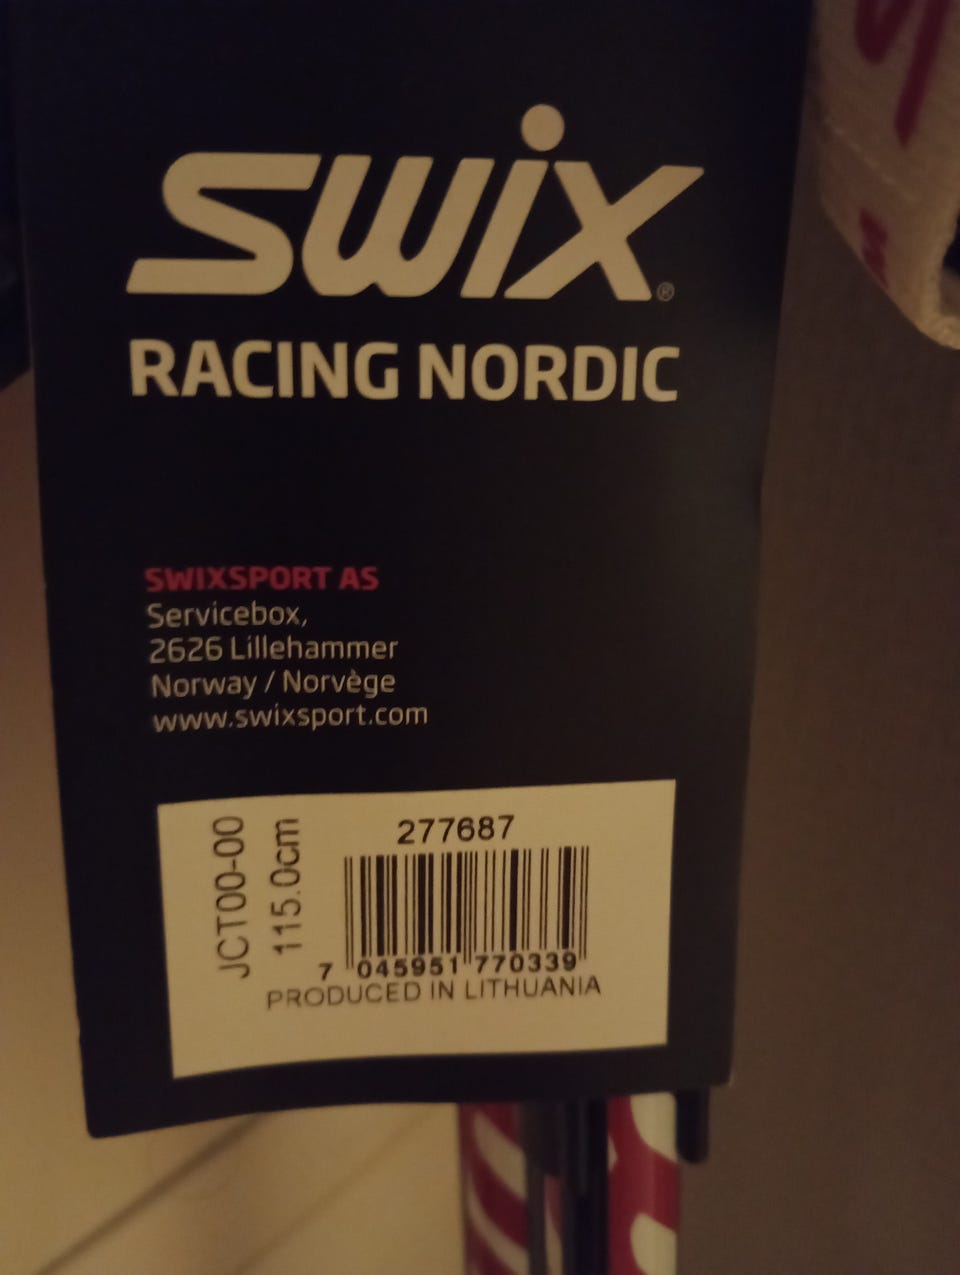 swix®
RACING NORDIC
SWIXSPORT AS
Servicebox,
2626 Lillehammer
Norway / Norvège
www.swixsport.com
JCT00-00
115.0cm
277687
7 045951 770339
PRODUCED IN LITHUANIA